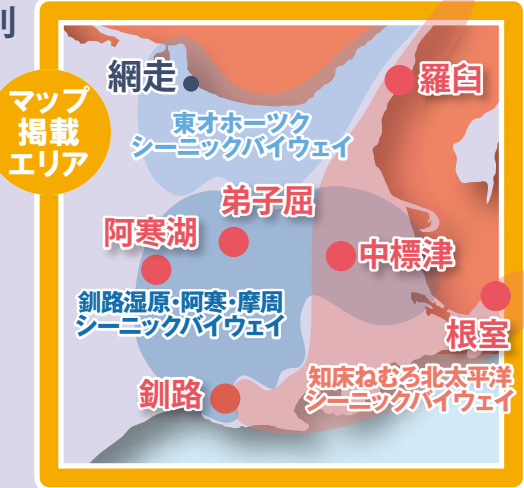 別
マップ
掲載
エリア
網走
羅臼
東オホーツク
シーニックバイウェイ
弟子屈
阿寒湖
中標津
釧路湿原・阿寒・摩周
シーニックバイウェイ
根室
知床ねむろ北太平洋
シーニックバイウェイ
釧路